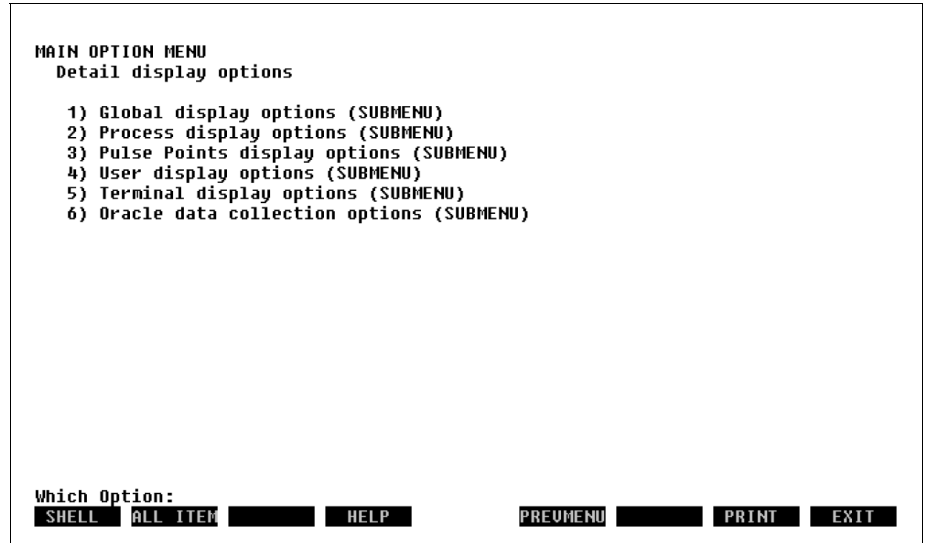 MAIN OPTION MENU
Detail display options
1) Global display options (SUBMENU)
2) Process display options (SUBMENU)
3) Pulse Points display options (SUBMENU)
4) User display options (SUBMENU)
5) Terminal display options (SUBMENU)
6) Oracle data collection options (SUBMENU)
Which Option:
SHELL ALL ITEM HELP PREVMENU PRINT EXIT